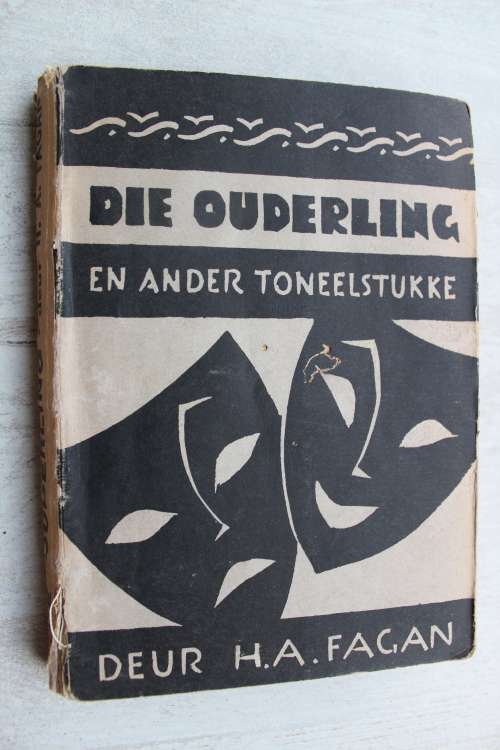 DIE OUDERLING
EN ANDER TONEELSTUKKE
DEUR H.A. FAGAN